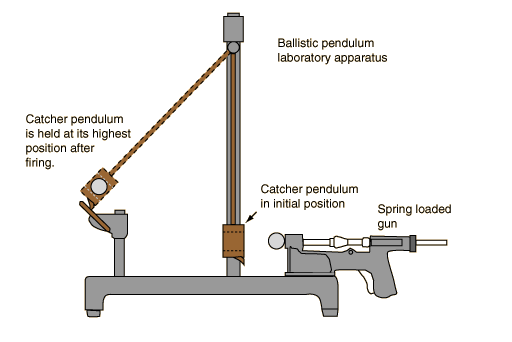 Ballistic pendulum
laboratory apparatus
Catcher pendulum
is held at its highest
position after
firing.
Catcher pendulum
in initial position
Spring loaded
gun